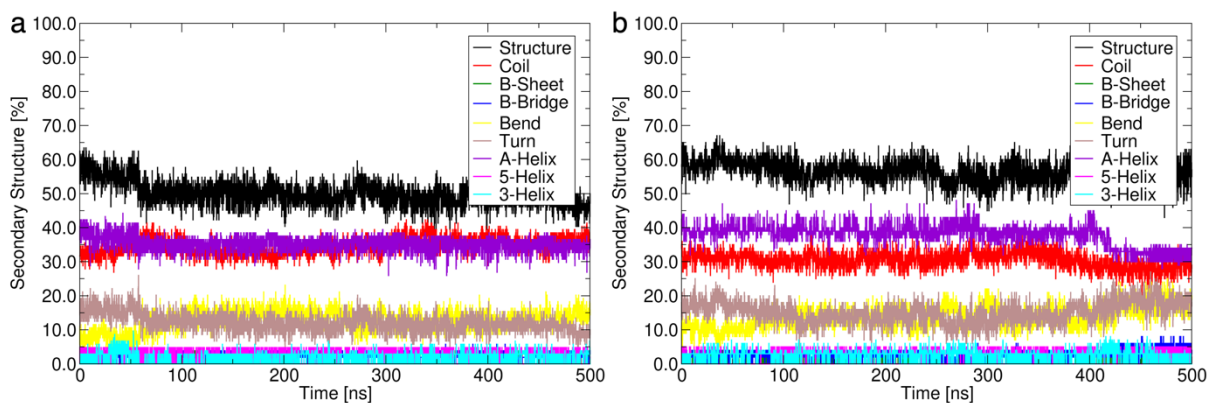 a
100.0
90.0
80.0
70.0
60.0
50.0
40.0
30.0
20.0
10.0
0.0
Secondary Structure [%]
0 100 200 300 400 500
Time [ns]
Structure
Coil
B-Sheet
B-Bridge
Bend
Turn
A-Helix
5-Helix
3-Helix
b
100.0
90.0
80.0
70.0
60.0
50.0
40.0
30.0
20.0
10.0
0.0
Secondary Structure [%]
0 100 200 300 400 500
Time [ns]
Structure
Coil
B-Sheet
B-Bridge
Bend
Turn
A-Helix
5-Helix
3-Helix